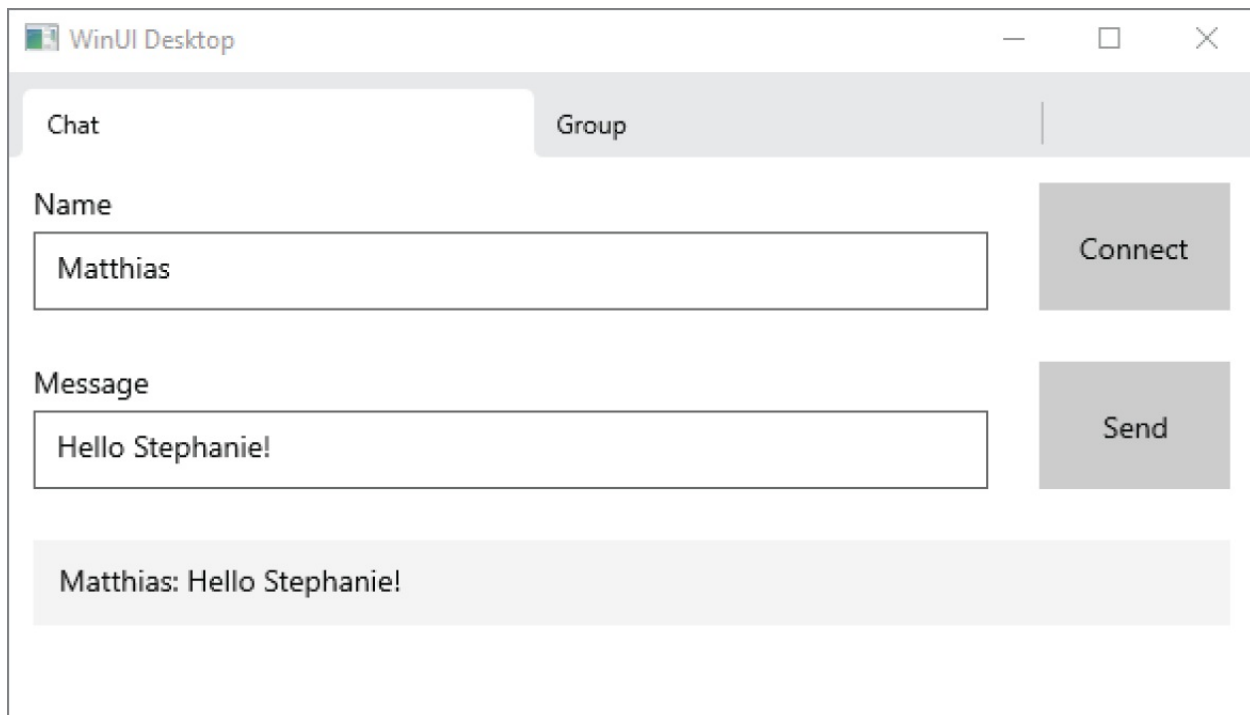 WinUI Desktop
Chat Group
Name
Matthias
Connect
Message
Hello Stephanie!
Send
Matthias: Hello Stephanie!